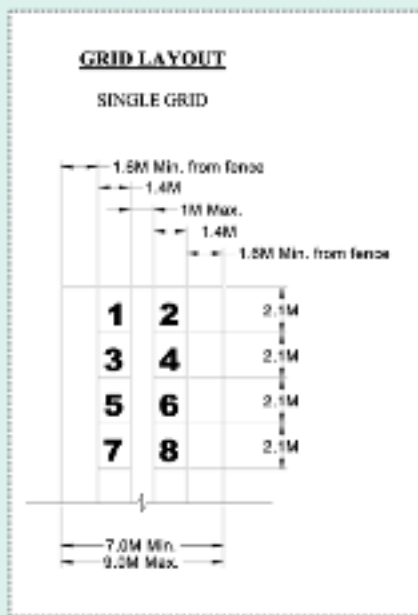 GRID LAYOUT
SINGLE GRID
1.6M Min. from fence
1.4M
1M Max.
1.4M
1.6M Min. from fence
1 2 2.1M
3 4 2.1M
5 6 2.1M
7 8 2.1M
7.0M Min.
9.0M Max.